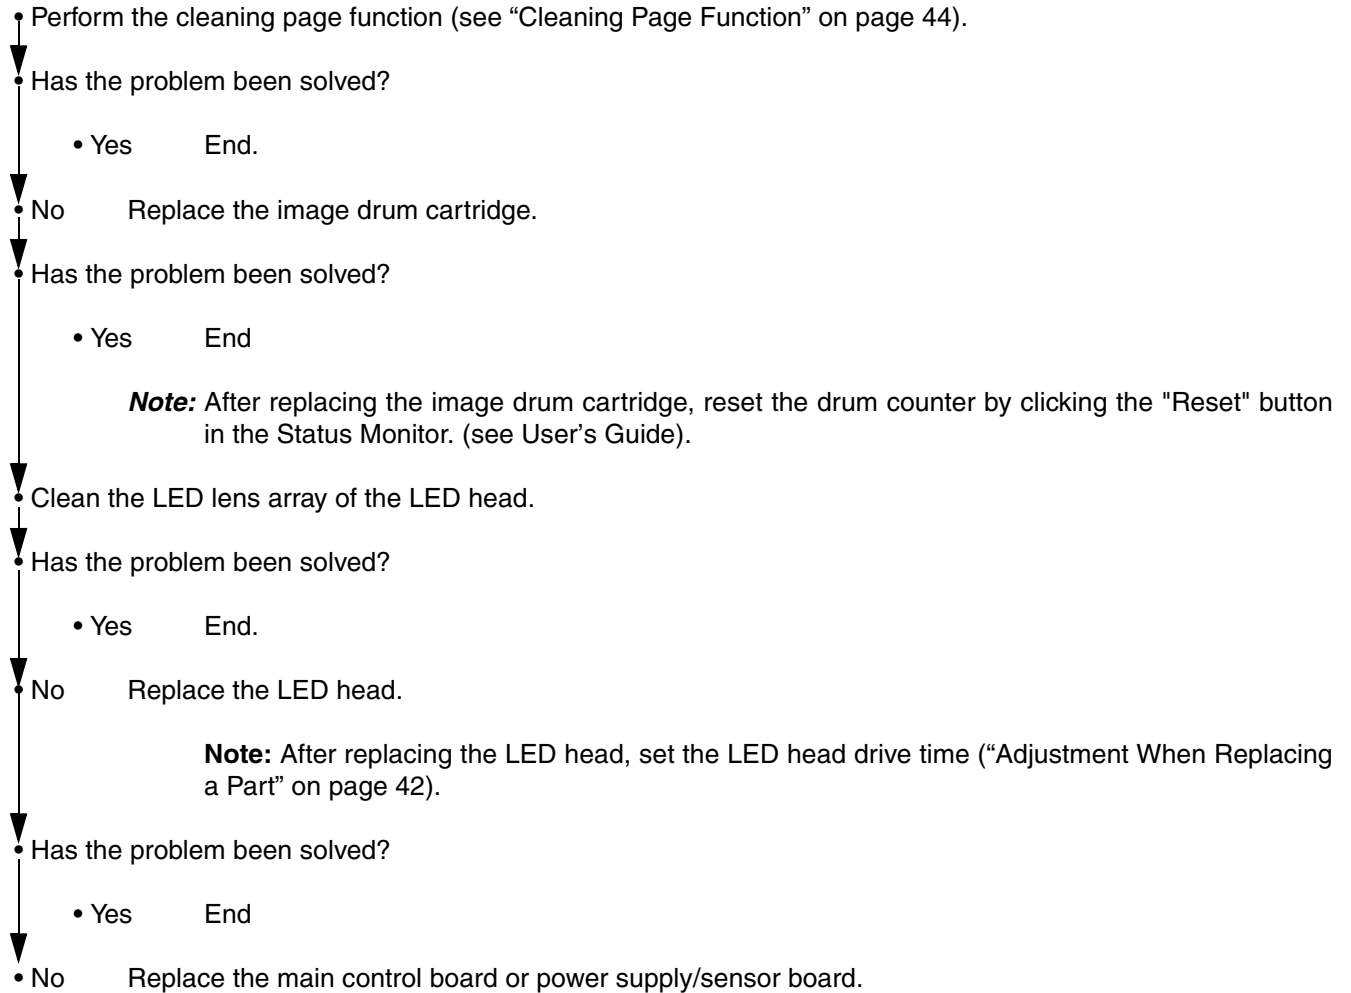 • Perform the cleaning page function (see “Cleaning Page Function” on page 44).
• Has the problem been solved?
• Yes End.
• No Replace the image drum cartridge.
• Has the problem been solved?
• Yes End
Note: After replacing the image drum cartridge, reset the drum counter by clicking the "Reset" button
in the Status Monitor. (see User’s Guide).
• Clean the LED lens array of the LED head.
• Has the problem been solved?
• Yes End.
• No Replace the LED head.
Note: After replacing the LED head, set the LED head drive time (“Adjustment When Replacing
a Part” on page 42).
• Has the problem been solved?
• Yes End
• No Replace the main control board or power supply/sensor board.